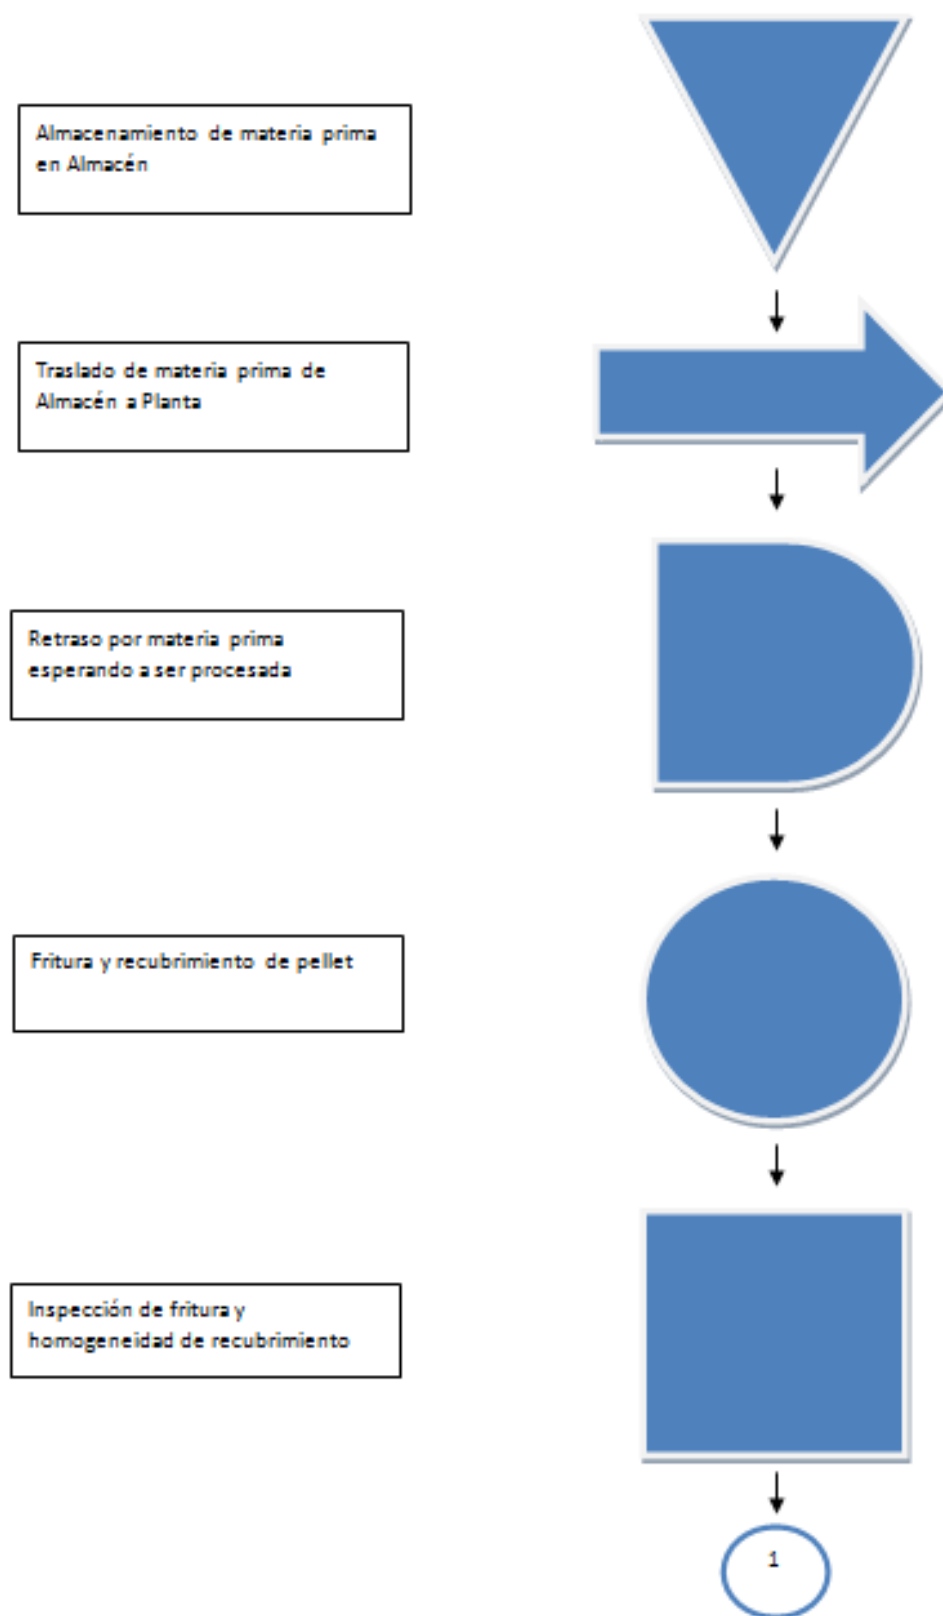 Almacenamiento de materia prima
en Almacén
Traslado de materia prima de
Almacén a Planta
Retraso por materia prima
esperando a ser procesada
Fritura y recubrimiento de pellet
Inspección de fritura y
homogeneidad de recubrimiento
1